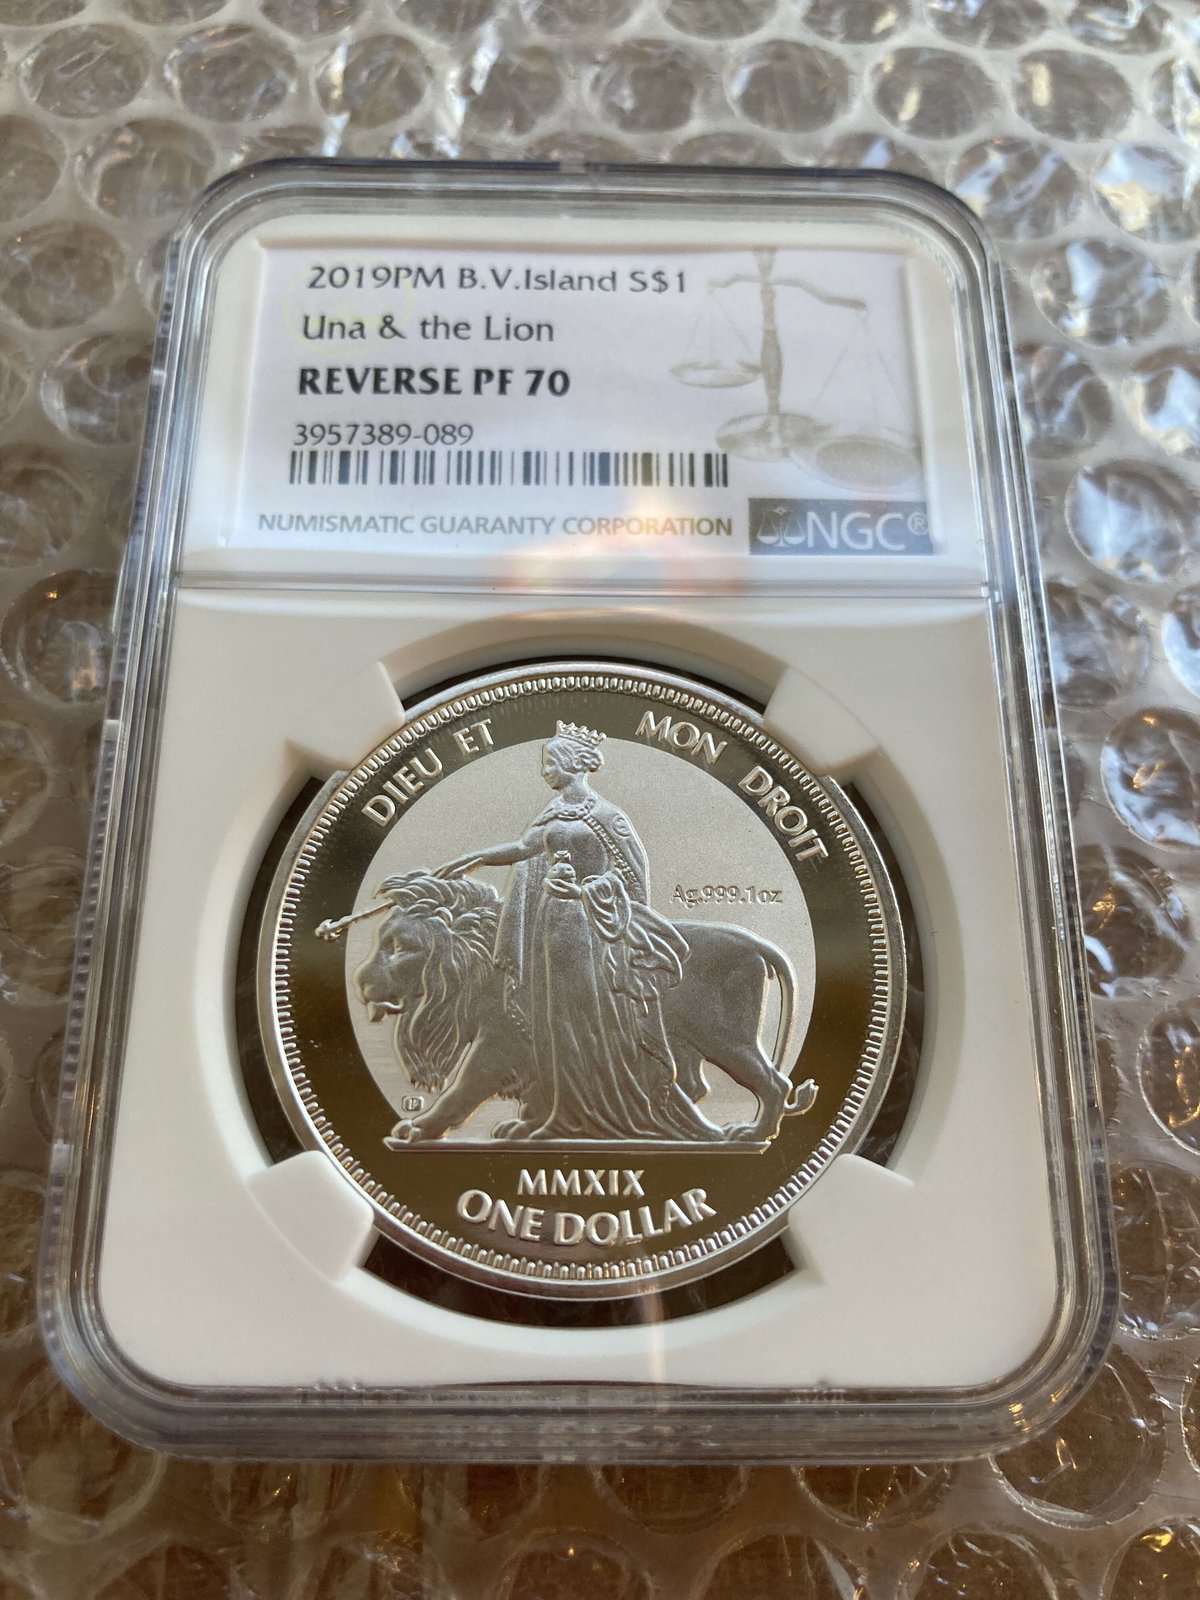 2019PM B.V.Island S$1
Una & the Lion
REVERSE PF 70
3957389-089
NUMISMATIC GUARANTY CORPORATION
NGC®
DIEU ET MON DROIT
Ag.999.1oz
MMXIX
ONE DOLLAR